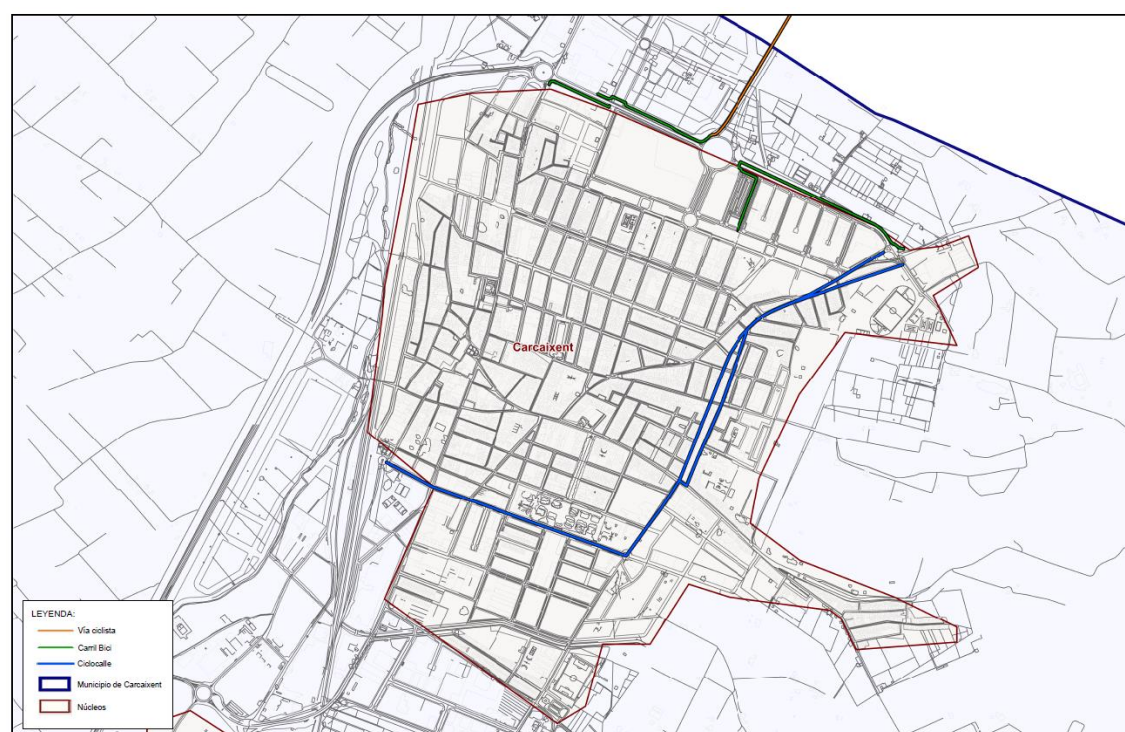 Carcaixent
LEYENDA:
Vía ciclista
Carril Bici
Ciclocalle
Municipio de Carcaixent
Núcleos